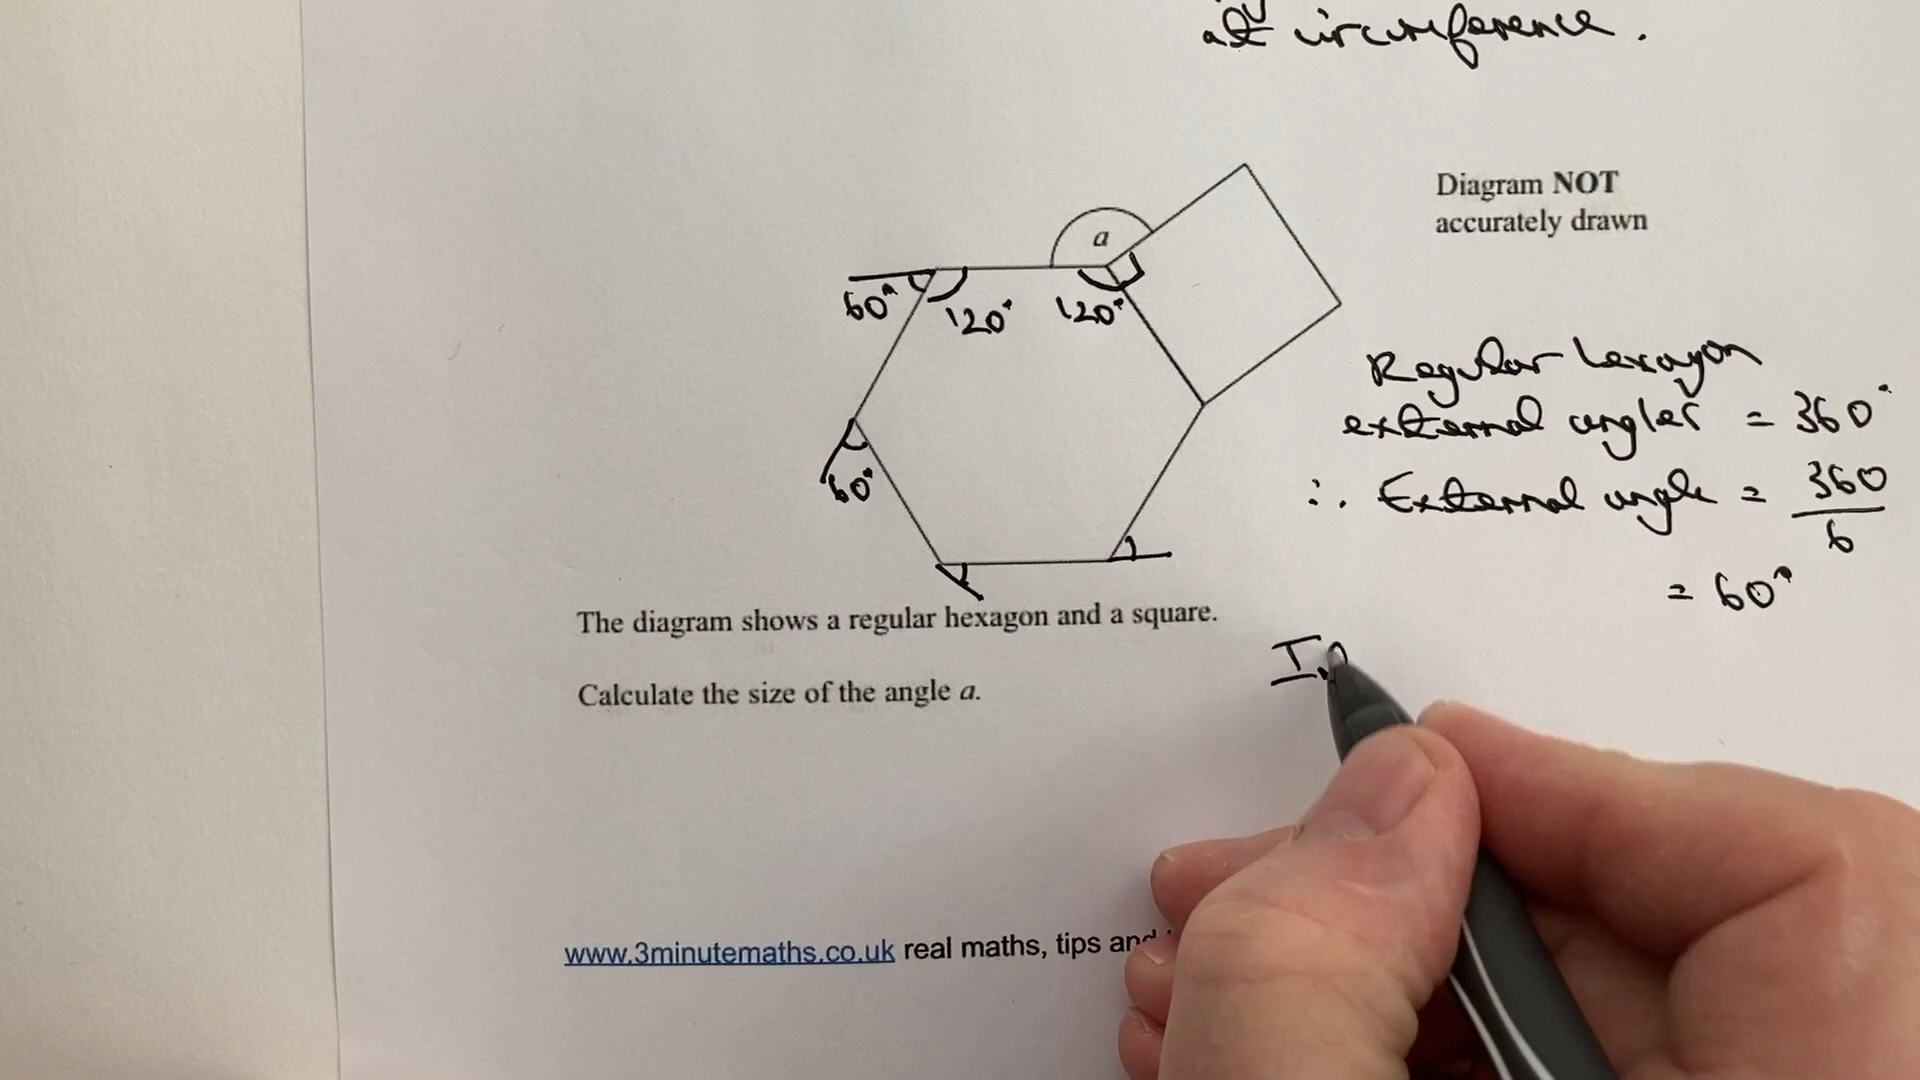 at circumference.
Diagram NOT
accurately drawn
a
60° 120° 120°
60°
Regular hexagon
external angles = 360°
∴ External angle = 360
6
= 60°
The diagram shows a regular hexagon and a square.
Calculate the size of the angle a.
www.3minutemaths.co.uk real maths, tips and